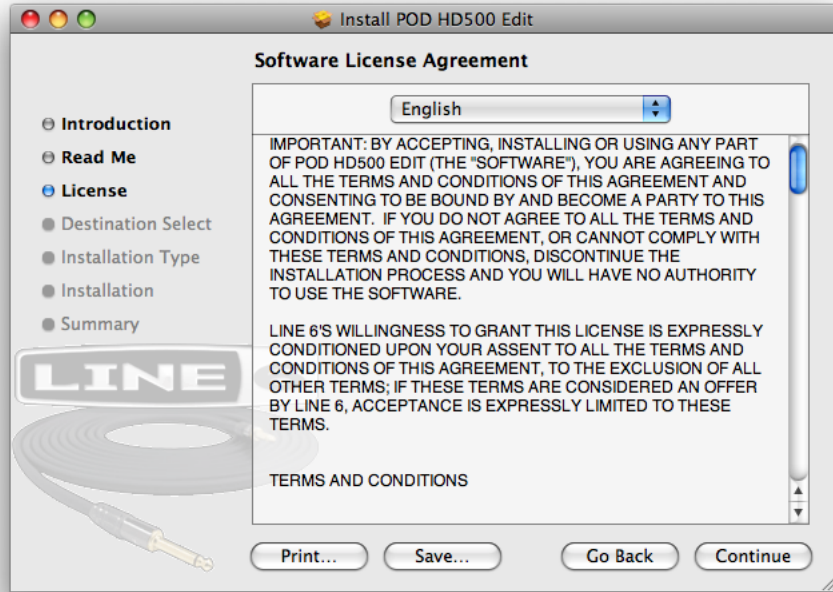 Install POD HD500 Edit
Software License Agreement
Introduction
Read Me
License
Destination Select
Installation Type
Installation
Summary
LINE
English
IMPORTANT: BY ACCEPTING, INSTALLING OR USING ANY PART
OF POD HD500 EDIT (THE "SOFTWARE"), YOU ARE AGREEING TO
ALL THE TERMS AND CONDITIONS OF THIS AGREEMENT AND
CONSENTING TO BE BOUND BY AND BECOME A PARTY TO THIS
AGREEMENT.  IF YOU DO NOT AGREE TO ALL THE TERMS AND
CONDITIONS OF THIS AGREEMENT, OR CANNOT COMPLY WITH
THESE TERMS AND CONDITIONS, DISCONTINUE THE
INSTALLATION PROCESS AND YOU WILL HAVE NO AUTHORITY
TO USE THE SOFTWARE.
LINE 6'S WILLINGNESS TO GRANT THIS LICENSE IS EXPRESSLY
CONDITIONED UPON YOUR ASSENT TO ALL THE TERMS AND
CONDITIONS OF THIS AGREEMENT, TO THE EXCLUSION OF ALL
OTHER TERMS; IF THESE TERMS ARE CONSIDERED AN OFFER
BY LINE 6, ACCEPTANCE IS EXPRESSLY LIMITED TO THESE
TERMS.
TERMS AND CONDITIONS
Print...
Save...
Go Back
Continue